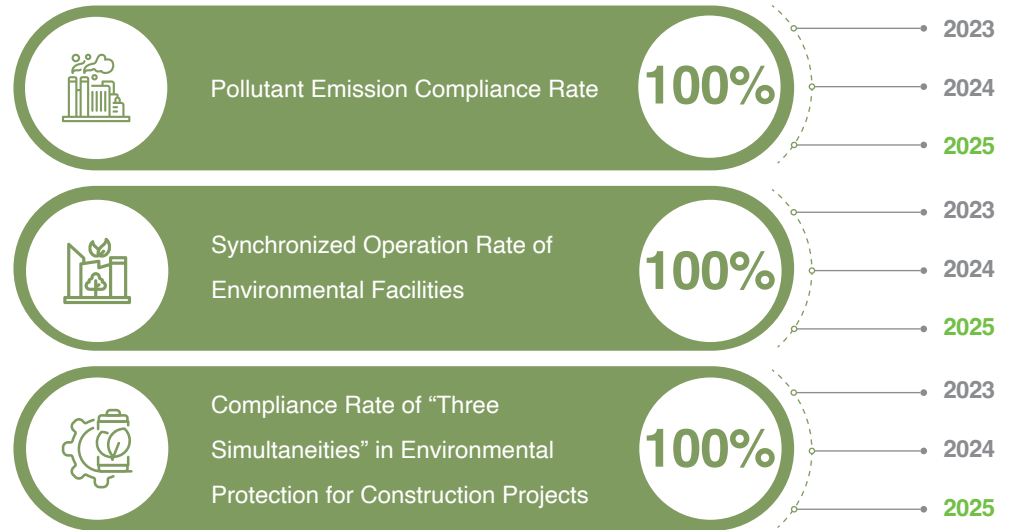 Pollutant Emission Compliance Rate
100%
2023
2024
2025
Synchronized Operation Rate of
Environmental Facilities
100%
2023
2024
2025
Compliance Rate of “Three
Simultaneities” in Environmental
Protection for Construction Projects
100%
2023
2024
2025